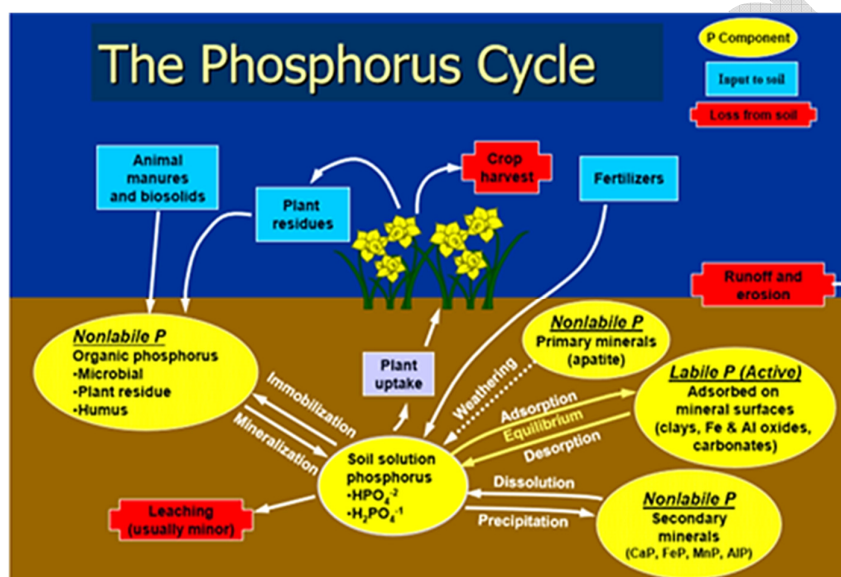 The Phosphorus Cycle
P Component
Input to soil
Loss from soil
Animal
manures
and biosolids
Plant
residues
Crop
harvest
Fertilizers
Runoff and
erosion
Nonlabile P
Organic phosphorus
•Microbial
•Plant residue
•Humus
Plant
uptake
Nonlabile P
Primary minerals
(apatite)
Weathering
Labile P (Active)
Adsorbed on
mineral surfaces
(clays, Fe & Al oxides,
carbonates)
Adsorption
Equilibrium
Desorption
Immobilization
Mineralization
Soil solution
phosphorus
•HPO₄⁻²
•H₂PO₄⁻¹
Dissolution
Precipitation
Nonlabile P
Secondary
minerals
(CaP, FeP, MnP, AlP)
Leaching
(usually minor)